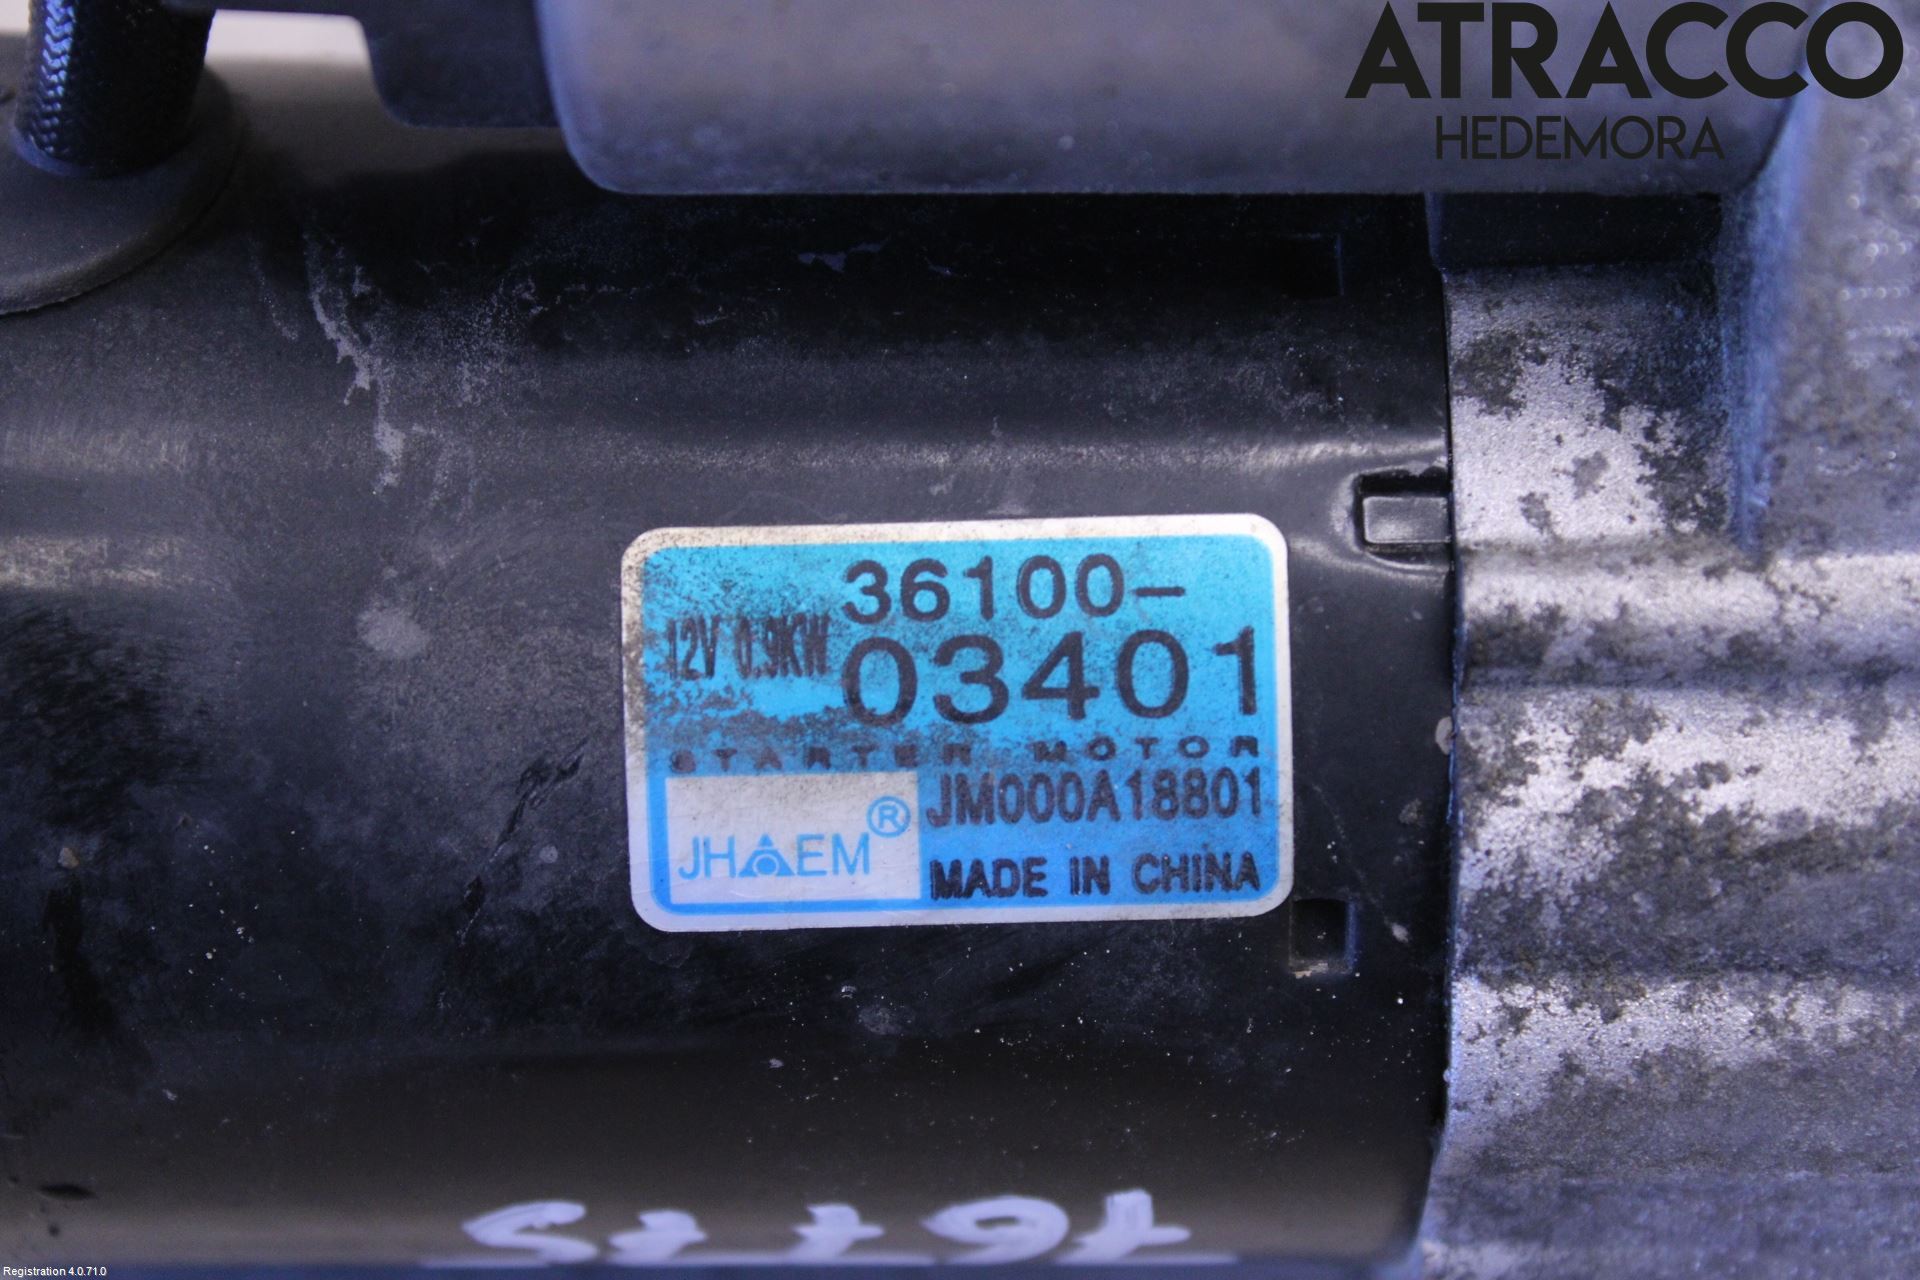 ATRACCO
HEDEMORA
36100-
12V 0.9KW 03401
STARTER MOTOR
JHAEM® JM000A18801
MADE IN CHINA
Registration 4.0.71.0